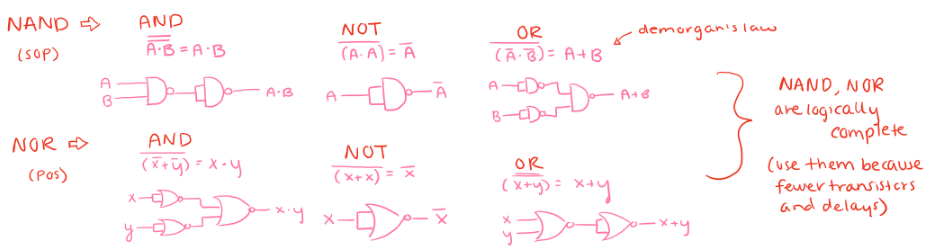 NAND ⇨ AND NOT OR demorgan's law
(SOP) A̿·̿B̿ = A·B (A·A)̅ = A̅ (A̅·B̅)̅ = A+B
A
B A·B
A A̅
A
B A+B
NAND, NOR
are logically
complete
(use them because
fewer transistors
and delays)
NOR ⇨ AND NOT OR
(POS) (x̅+y̅)̅ = x·y (x+x)̅ = x̅ (x+y)̿ = x+y
x
y x·y
x x̅
x
y x+y